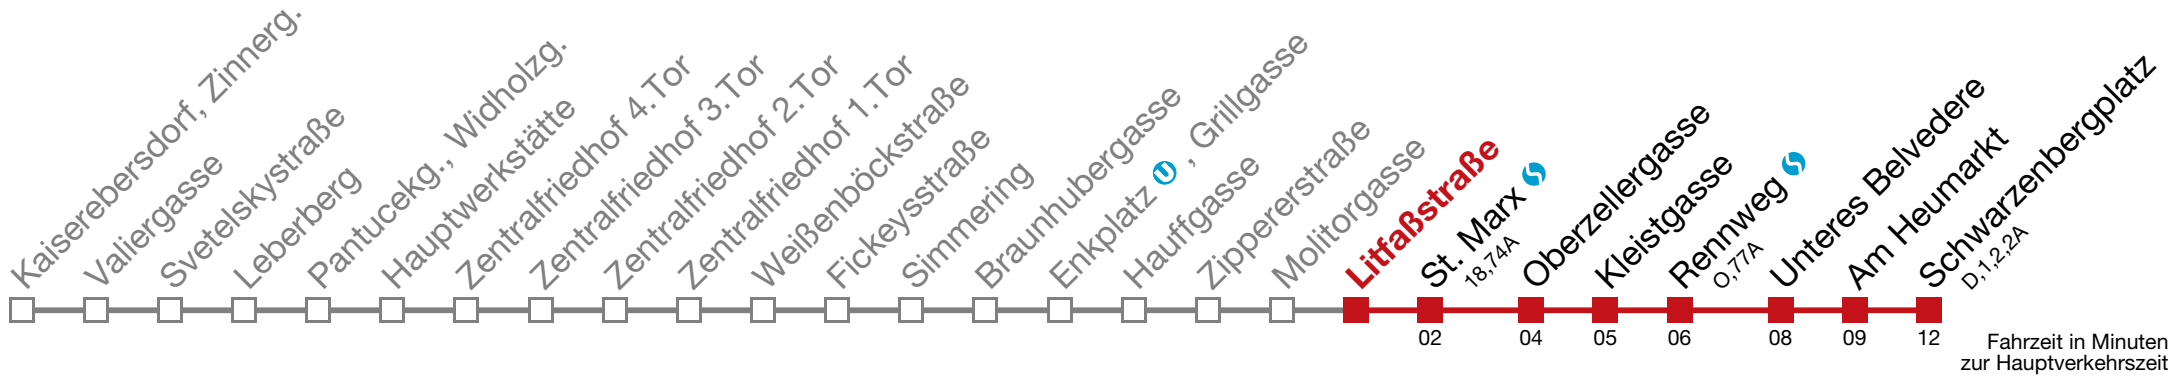 Kaiserebersdorf, Zinnerg.
Valiergasse
Svetelskystraße
Leberberg
Pantucekg., Widholzg.
Hauptwerkstätte
Zentralfriedhof 4.Tor
Zentralfriedhof 3.Tor
Zentralfriedhof 2.Tor
Zentralfriedhof 1.Tor
Weißenböckstraße
Fickeysstraße
Simmering
Braunhubergasse
Enkplatz U, Grillgasse
Hauffgasse
Zippererstraße
Molitorgasse
Litfaßstraße
St. Marx S
18,74A
Oberzellergasse
Kleistgasse
Rennweg S
O,77A
Unteres Belvedere
Am Heumarkt
Schwarzenbergplatz
D,1,2,2A
02 04 05 06 08 09 12
Fahrzeit in Minuten
zur Hauptverkehrszeit